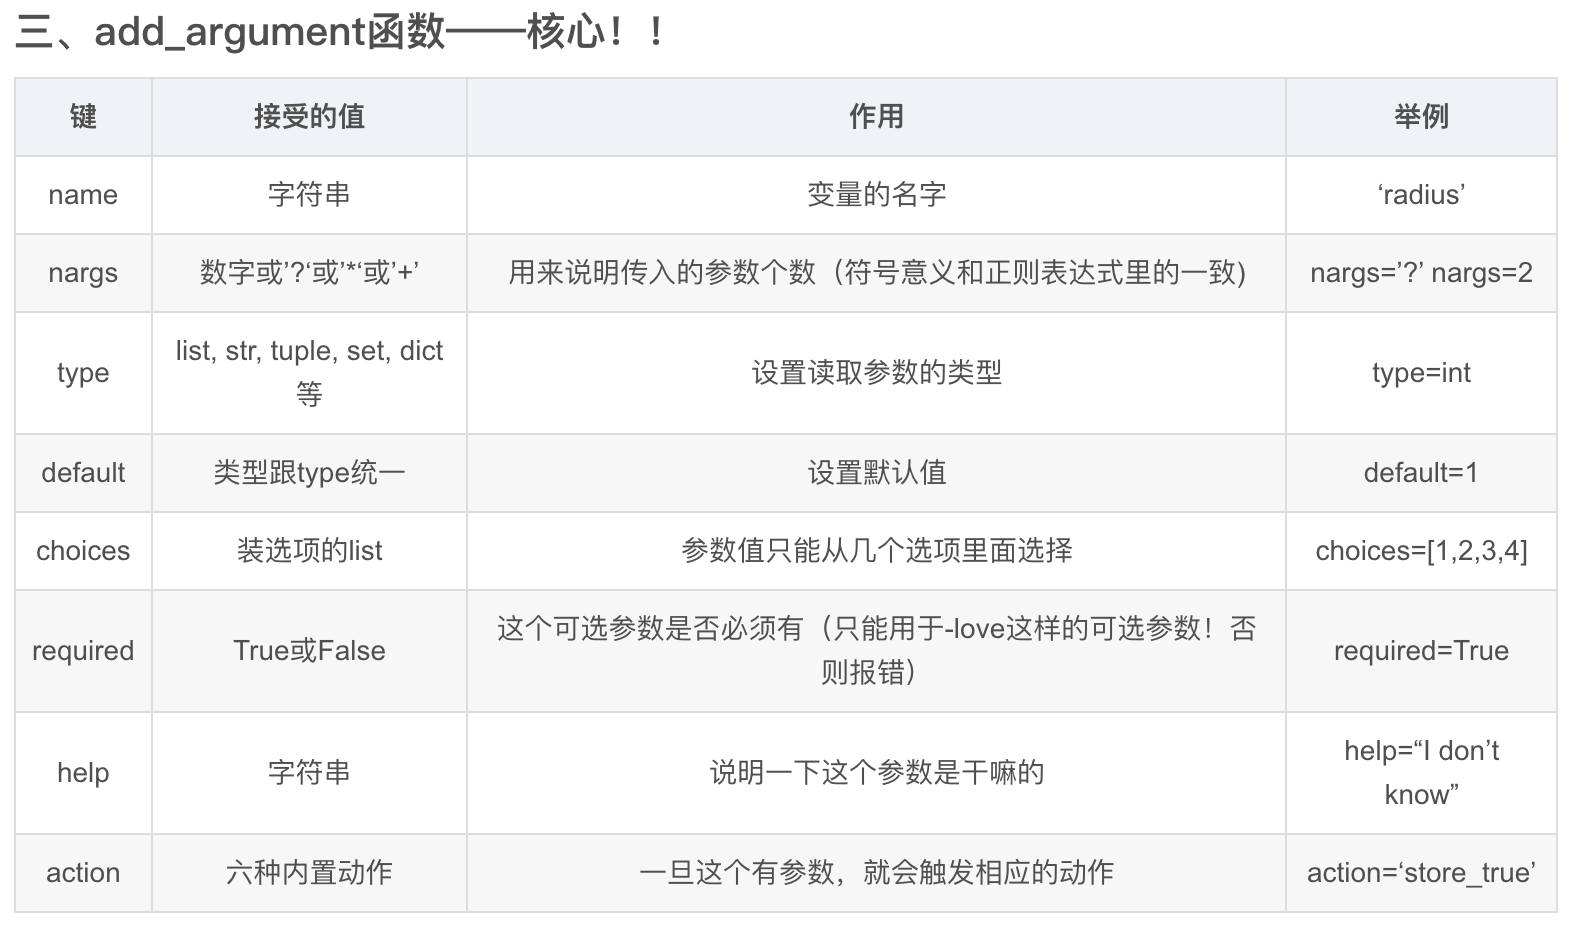 三、add_argument函数——核心！！
键 接受的值 作用 举例
name 字符串 变量的名字 ‘radius’
nargs 数字或’?‘或’*‘或’+’ 用来说明传入的参数个数（符号意义和正则表达式里的一致) nargs=’?’ nargs=2
type list, str, tuple, set, dict
等 设置读取参数的类型 type=int
default 类型跟type统一 设置默认值 default=1
choices 装选项的list 参数值只能从几个选项里面选择 choices=[1,2,3,4]
required True或False 这个可选参数是否必须有（只能用于-love这样的可选参数！否
则报错） required=True
help 字符串 说明一下这个参数是干嘛的 help=“I don’t
know”
action 六种内置动作 一旦这个有参数，就会触发相应的动作 action=‘store_true’